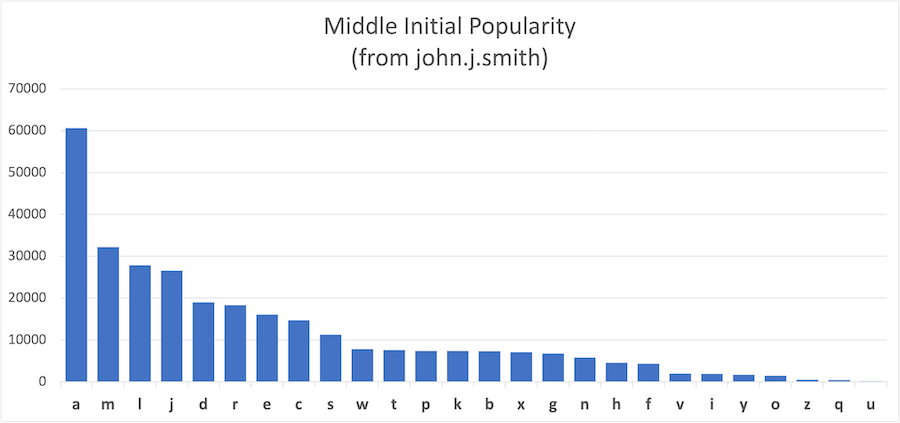 Middle Initial Popularity
(from john.j.smith)
70000
60000
50000
40000
30000
20000
10000
0
a m l j d r e c s w t p k b x g n h f v i y o z q u